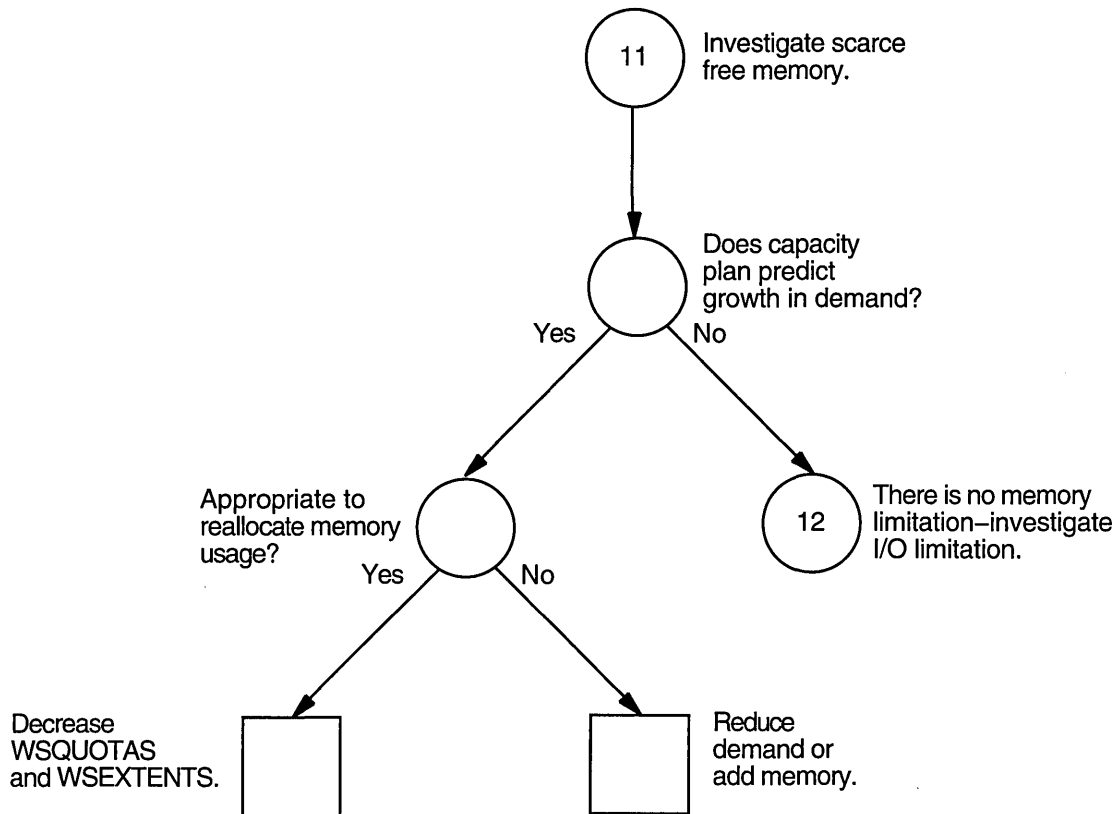 11
Investigate scarce
free memory.
Does capacity
plan predict
growth in demand?
Yes
No
Appropriate to
reallocate memory
usage?
12
There is no memory
limitation–investigate
I/O limitation.
Yes
No
Decrease
WSQUOTAS
and WSEXTENTS.
Reduce
demand or
add memory.